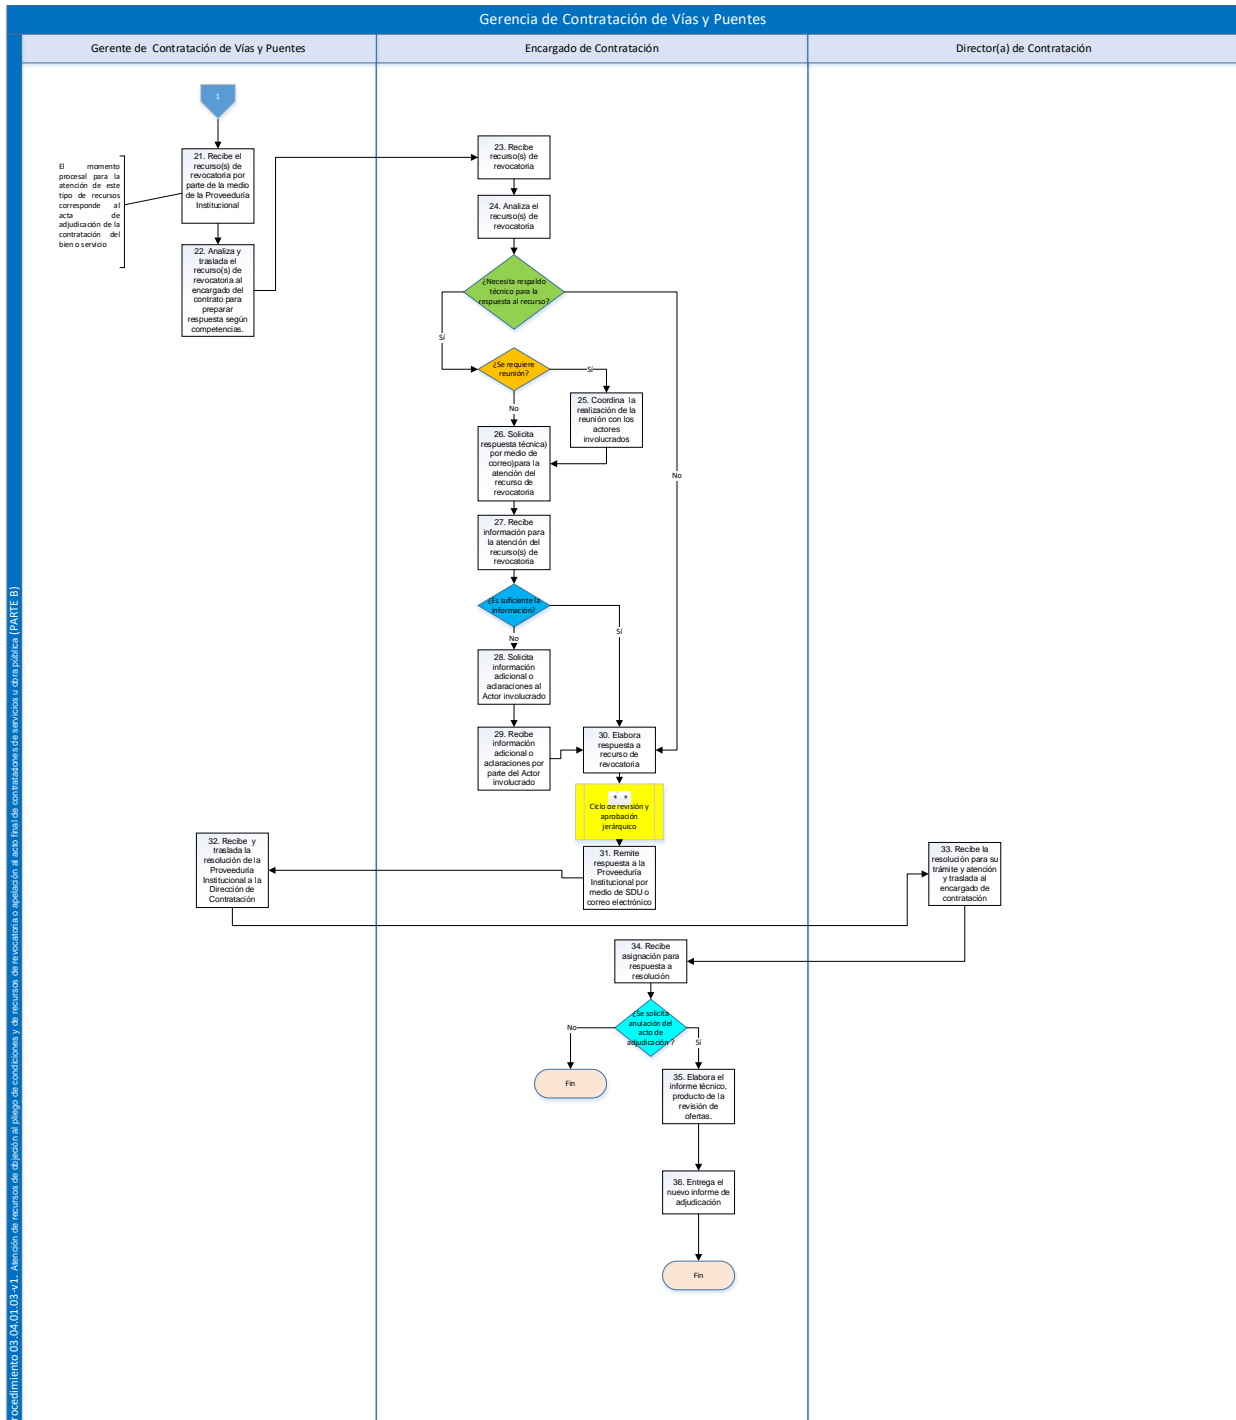 Gerencia de Contratación de Vías y Puentes
Gerente de Contratación de Vías y Puentes
Encargado de Contratación
Director(a) de Contratación
rocedimiento 03.04.01.03-v1. Atención de recursos de objeción al pliego de condiciones y de recursos de revocatoria o apelación al acto final de contrataciones de servicios u obra pública (PARTE B)
1
El momento
procesal para la
atención de este
tipo de recursos
corresponde al
acta de
adjudicación de la
contratación del
bien o servicio
21. Recibe el
recurso(s) de
revocatoria por
parte de la medio
de la Proveeduría
Institucional
22. Analiza y
traslada el
recurso(s) de
revocatoria al
encargado del
contrato para
preparar
respuesta según
competencias.
23. Recibe
recurso(s) de
revocatoria
24. Analiza el
recurso(s) de
revocatoria
¿Necesita respaldo
técnico para la
respuesta al recurso?
Sí
No
¿Se requiere
reunión?
Sí
No
25. Coordina la
realización de la
reunión con los
actores
involucrados
26. Solicita
respuesta técnica)
por medio de
correo)para la
atención del
recurso de
revocatoria
27. Recibe
información para
la atención del
recurso(s) de
revocatoria
¿Es suficiente la
información?
Sí
No
28. Solicita
información
adicional o
aclaraciones al
Actor involucrado
29. Recibe
información
adicional o
aclaraciones por
parte del Actor
involucrado
30. Elabora
respuesta a
recurso de
revocatoria
* *
Ciclo de revisión y
aprobación
jerárquico
31. Remite
respuesta a la
Proveeduría
Institucional por
medio de SDU o
correo electrónico
32. Recibe y
traslada la
resolución de la
Proveeduría
Institucional a la
Dirección de
Contratación
33. Recibe la
resolución para su
trámite y atención
y traslada al
encargado de
contratación
34. Recibe
asignación para
respuesta a
resolución
¿Se solicita
anulación del
acto de
adjudicación ?
No
Sí
Fin
35. Elabora el
informe técnico,
producto de la
revisión de
ofertas.
36. Entrega el
nuevo informe de
adjudicación
Fin